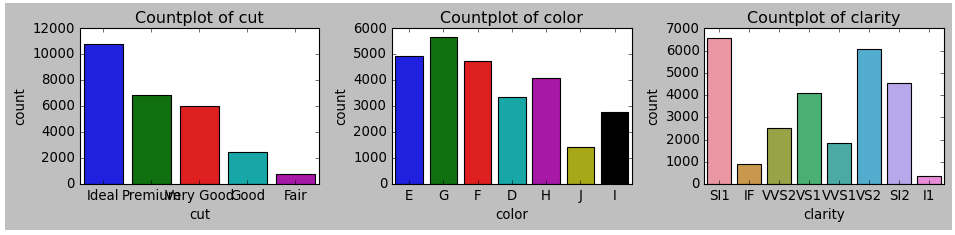 Countplot of cut
12000
10000
8000
6000
4000
2000
0
count
Ideal Premium Very Good Good Fair
cut
Countplot of color
6000
5000
4000
3000
2000
1000
0
count
E G F D H J I
color
Countplot of clarity
7000
6000
5000
4000
3000
2000
1000
0
count
SI1 IF VVS2 VS1 VVS1 VS2 SI2 I1
clarity